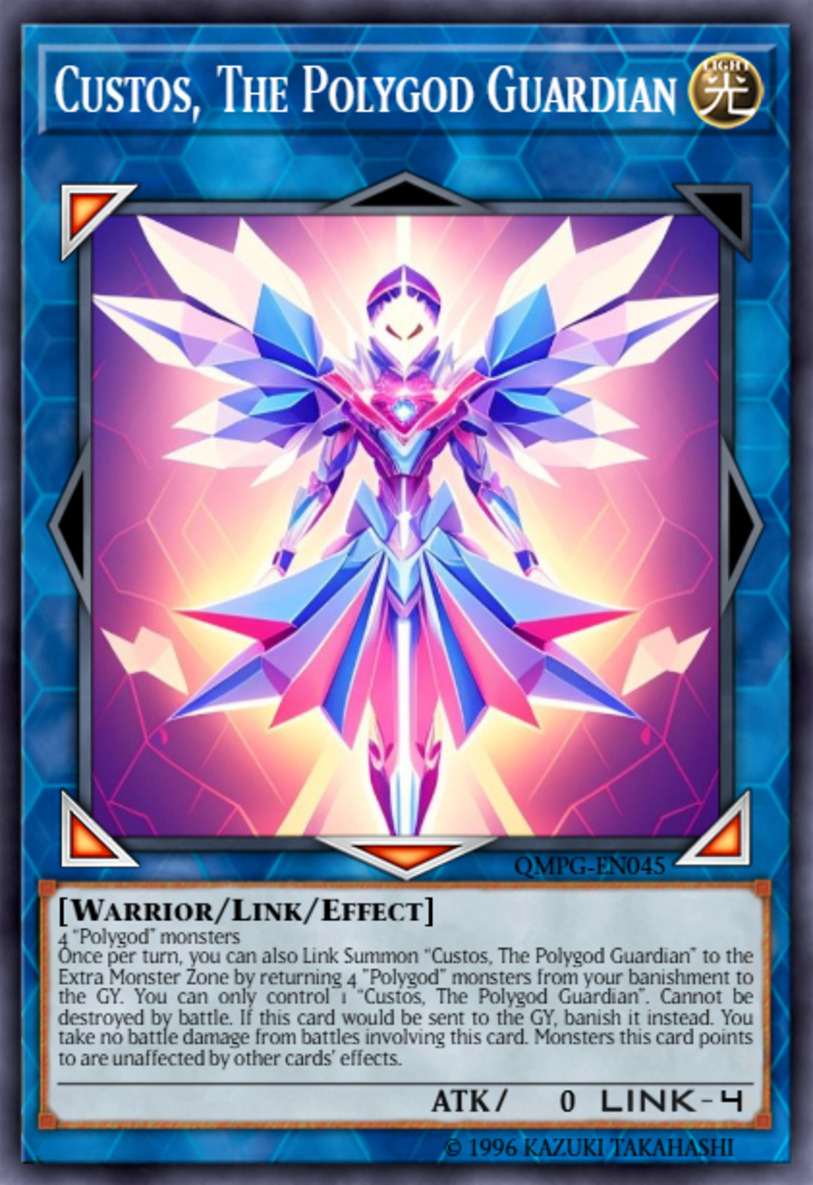 Custos, The Polygod Guardian
LIGHT
光
QMPG-EN045
[Warrior/Link/Effect]
4 “Polygod” monsters
Once per turn, you can also Link Summon “Custos, The Polygod Guardian” to the
Extra Monster Zone by returning 4 "Polygod” monsters from your banishment to
the GY. You can only control 1 “Custos, The Polygod Guardian”. Cannot be
destroyed by battle. If this card would be sent to the GY, banish it instead. You
take no battle damage from battles involving this card. Monsters this card points
to are unaffected by other cards’ effects.
ATK/ 0 LINK-4
© 1996 KAZUKI TAKAHASHI